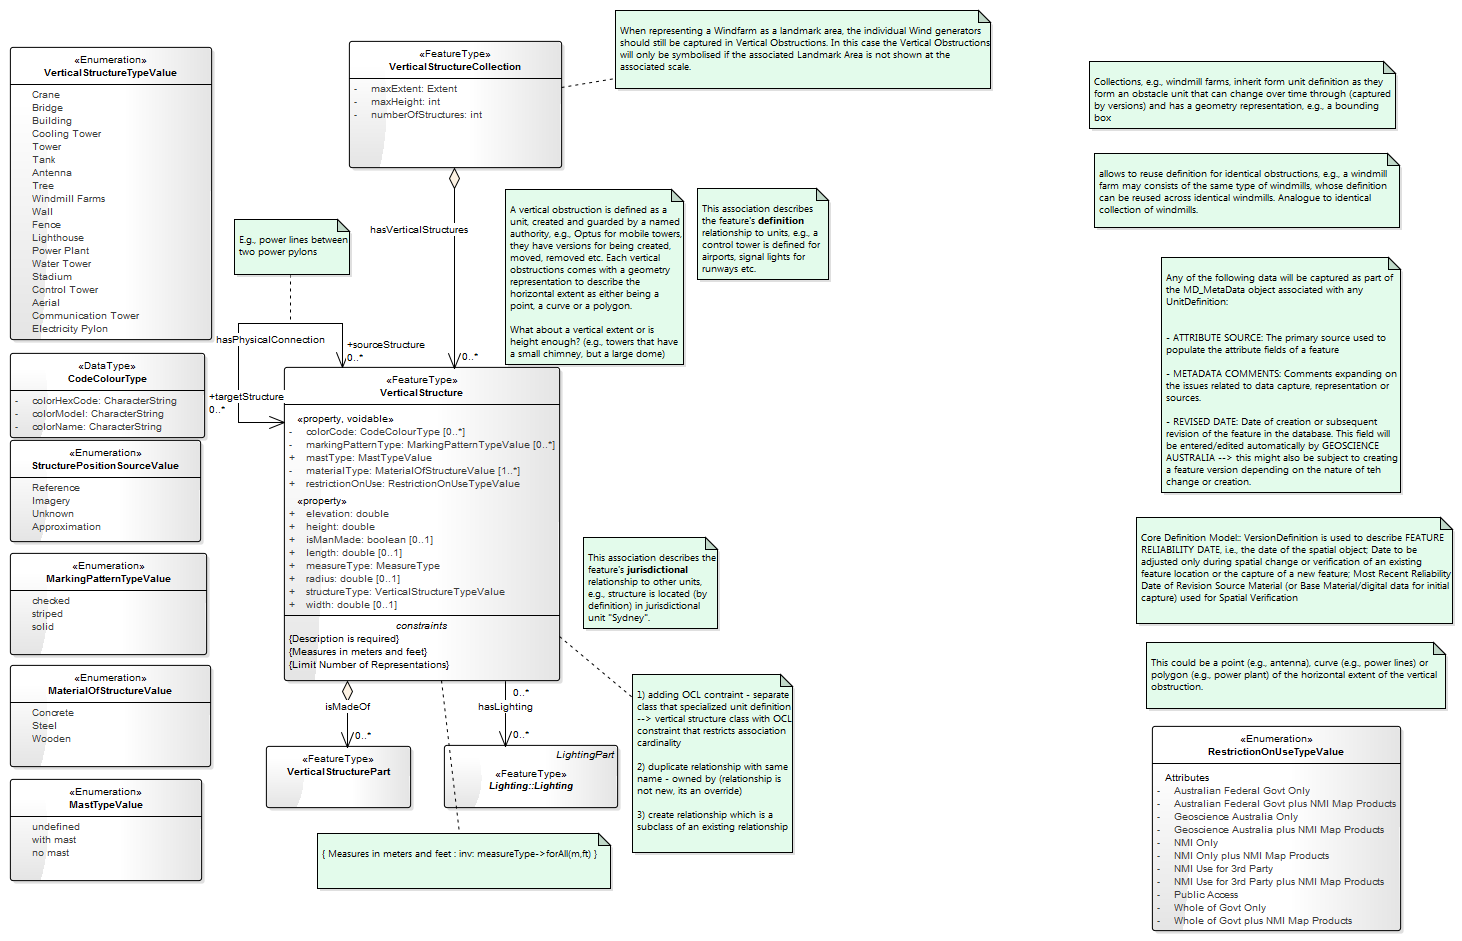 «Enumeration»
VerticalStructureTypeValue
Crane
Bridge
Building
Cooling Tower
Tower
Tank
Antenna
Tree
Windmill Farms
Wall
Fence
Lighthouse
Power Plant
Water Tower
Stadium
Control Tower
Aerial
Communication Tower
Electricity Pylon
«DataType»
CodeColourType
- colorHexCode: CharacterString
- colorModel: CharacterString
- colorName: CharacterString
«Enumeration»
StructurePositionSourceValue
Reference
Imagery
Unknown
Approximation
«Enumeration»
MarkingPatternTypeValue
checked
striped
solid
«Enumeration»
MaterialOfStructureValue
Concrete
Steel
Wooden
«Enumeration»
MastTypeValue
undefined
with mast
no mast
«FeatureType»
VerticalStructureCollection
- maxExtent: Extent
- maxHeight: int
- numberOfStructures: int
When representing a Windfarm as a landmark area, the individual Wind generators
should still be captured in Vertical Obstructions. In this case the Vertical Obstructions
will only be symbolised if the associated Landmark Area is not shown at the
associated scale.
hasVerticalStructures
0..*
E.g., power lines between
two power pylons
hasPhysicalConnection
+sourceStructure
0..*
+targetStructure
0..*
A vertical obstruction is defined as a
unit, created and guarded by a named
authority, e.g., Optus for mobile towers,
they have versions for being created,
moved, removed etc. Each vertical
obstructions comes with a geometry
representation to describe the
horizontal extent as either being a
point, a curve or a polygon.
What about a vertical extent or is
height enough? (e.g., towers that have
a small chimney, but a large dome)
This association describes
the feature's definition
relationship to units, e.g., a
control tower is defined for
airports, signal lights for
runways etc.
«FeatureType»
VerticalStructure
«property, voidable»
- colorCode: CodeColourType [0..*]
- markingPatternType: MarkingPatternTypeValue [0..*]
+ mastType: MastTypeValue
- materialType: MaterialOfStructureValue [1..*]
+ restrictionOnUse: RestrictionOnUseTypeValue
«property»
+ elevation: double
+ height: double
+ isManMade: boolean [0..1]
+ length: double [0..1]
+ measureType: MeasureType
+ radius: double [0..1]
+ structureType: VerticalStructureTypeValue
+ width: double [0..1]
constraints
{Description is required}
{Measures in meters and feet}
{Limit Number of Representations}
This association describes the
feature's jurisdictional
relationship to other units,
e.g., structure is located (by
definition) in jurisdictional
unit "Sydney".
isMadeOf
0..*
0..*
hasLighting
0..*
«FeatureType»
VerticalStructurePart
LightingPart
«FeatureType»
Lighting::Lighting
1) adding OCL contraint - separate
class that specialized unit definition
--> vertical structure class with OCL
constraint that restricts association
cardinality
2) duplicate relationship with same
name - owned by (relationship is
not new, its an override)
3) create relationship which is a
subclass of an existing relationship
{ Measures in meters and feet : inv: measureType->forAll(m,ft) }
Collections, e.g., windmill farms, inherit form unit definition as they
form an obstacle unit that can change over time through (captured
by versions) and has a geometry representation, e.g., a bounding
box
allows to reuse definition for identical obstructions, e.g., a windmill
farm may consists of the same type of windmills, whose definition
can be reused across identical windmills. Analogue to identical
collection of windmills.
Any of the following data will be captured as part of
the MD_MetaData object associated with any
UnitDefinition:
- ATTRIBUTE SOURCE: The primary source used to
populate the attribute fields of a feature
- METADATA COMMENTS: Comments expanding on
the issues related to data capture, representation or
sources.
- REVISED DATE: Date of creation or subsequent
revision of the feature in the database. This field will
be entered/edited automatically by GEOSCIENCE
AUSTRALIA --> this might also be subject to creating
a feature version depending on the nature of teh
change or creation.
Core Definition Model:: VersionDefinition is used to describe FEATURE
RELIABILITY DATE, i.e., the date of the spatial object; Date to be
adjusted only during spatial change or verification of an existing
feature location or the capture of a new feature; Most Recent Reliability
Date of Revision Source Material (or Base Material/digital data for initial
capture) used for Spatial Verification
This could be a point (e.g., antenna), curve (e.g., power lines) or
polygon (e.g., power plant) of the horizontal extent of the vertical
obstruction.
«Enumeration»
RestrictionOnUseTypeValue
Attributes
- Australian Federal Govt Only
- Australian Federal Govt plus NMI Map Products
- Geoscience Australia Only
- Geoscience Australia plus NMI Map Products
- NMI Only
- NMI Only plus NMI Map Products
- NMI Use for 3rd Party
- NMI Use for 3rd Party plus NMI Map Products
- Public Access
- Whole of Govt Only
- Whole of Govt plus NMI Map Products